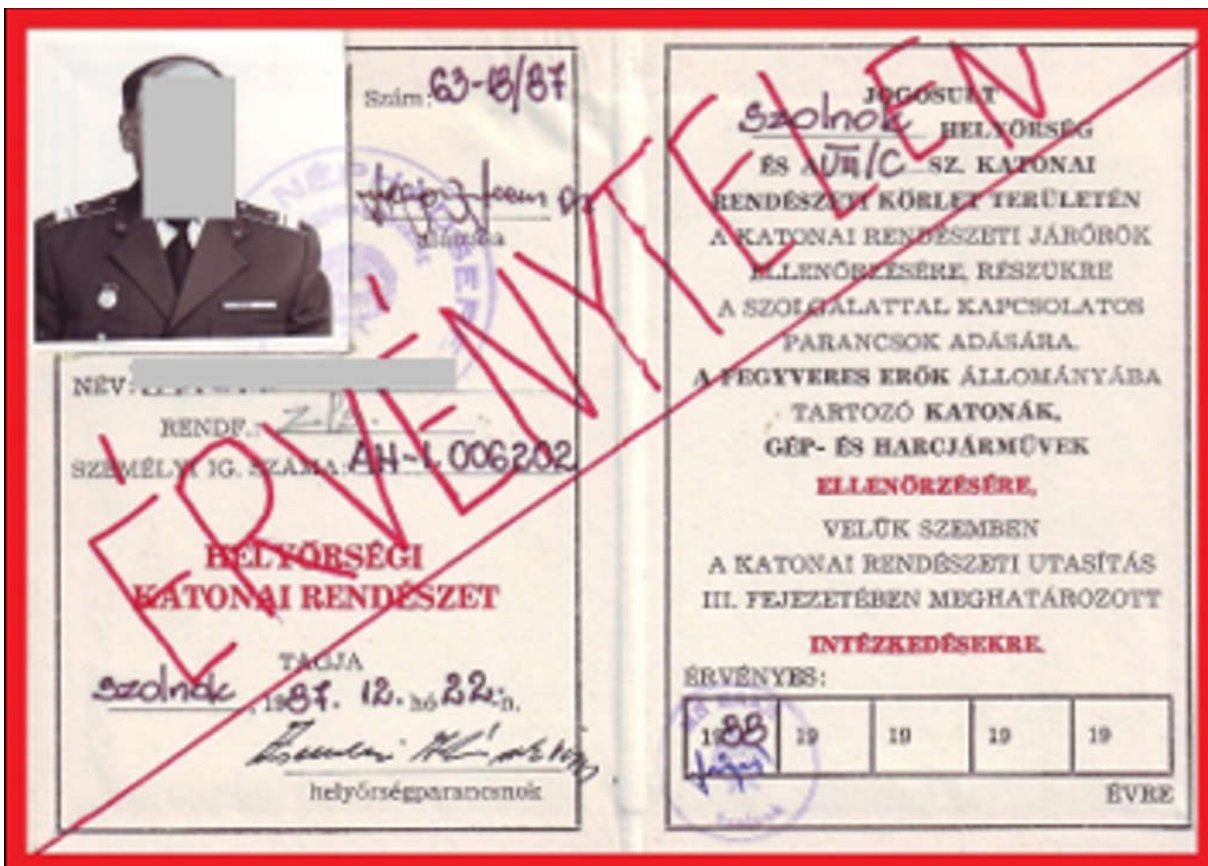 Szám: 63-13/87
aláírása
NÉV:
RENDF.:
SZEMÉLYI IG. SZÁMA: AH-I. 006202
HELYŐRSÉGI
KATONAI RENDÉSZET
TAGJA
Szolnok, 1987. 12. hó 22. n.
helyőrségparancsnok
ÉRVÉNYTELEN
JOGOSULT
Szolnok HELYŐRSÉG
ÉS A VIII/C SZ. KATONAI
RENDÉSZETI KÖRLET TERÜLETÉN
A KATONAI RENDÉSZETI JÁRŐRÖK
ELLENŐRZÉSÉRE, RÉSZÜKRE
A SZOLGÁLATTAL KAPCSOLATOS
PARANCSOK ADÁSÁRA.
A FEGYVERES ERŐK ÁLLOMÁNYÁBA
TARTOZÓ KATONÁK,
GÉP- ÉS HARCJÁRMŰVEK
ELLENŐRZÉSÉRE,
VELÜK SZEMBEN
A KATONAI RENDÉSZETI UTASÍTÁS
III. FEJEZETÉBEN MEGHATÁROZOTT
INTÉZKEDÉSEKRE.
ÉRVÉNYES:
1988 19 19 19 19
ÉVRE